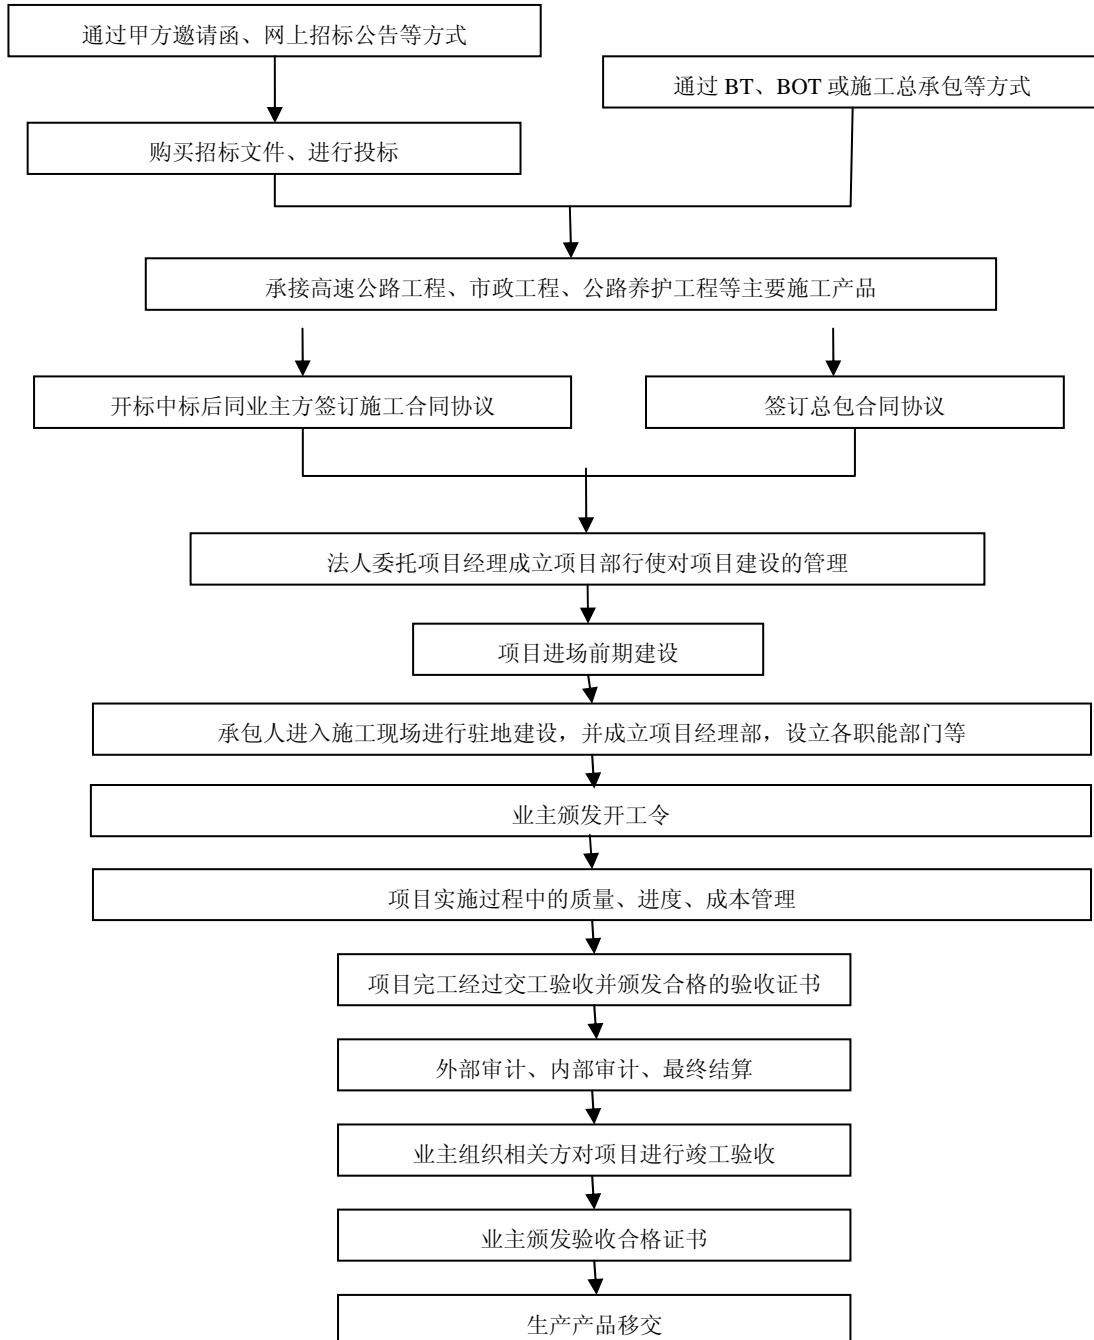 通过甲方邀请函、网上招标公告等方式
通过 BT、BOT 或施工总承包等方式
购买招标文件、进行投标
承接高速公路工程、市政工程、公路养护工程等主要施工产品
开标中标后同业主方签订施工合同协议
签订总包合同协议
法人委托项目经理成立项目部行使对项目建设的管理
项目进场前期建设
承包人进入施工现场进行驻地建设，并成立项目经理部，设立各职能部门等
业主颁发开工令
项目实施过程中的质量、进度、成本管理
项目完工经过交工验收并颁发合格的验收证书
外部审计、内部审计、最终结算
业主组织相关方对项目进行竣工验收
业主颁发验收合格证书
生产产品移交